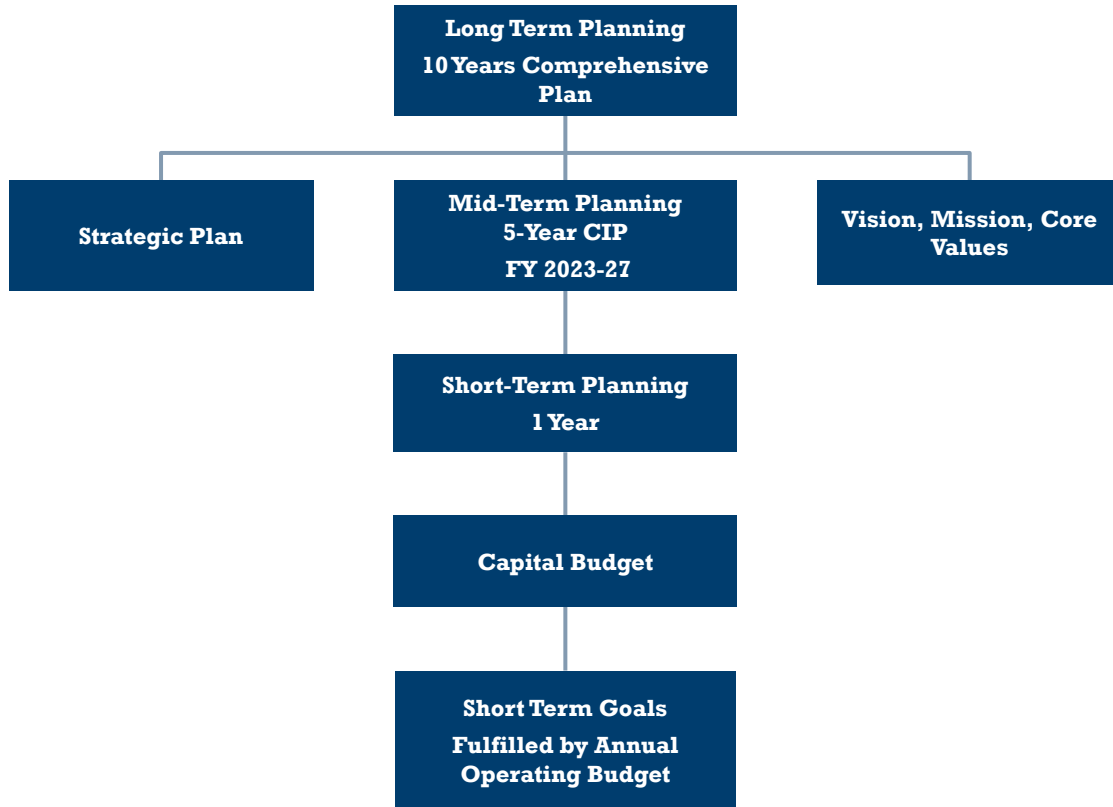 Long Term Planning
10 Years Comprehensive
Plan
Strategic Plan
Mid-Term Planning
5-Year CIP
FY 2023-27
Vision, Mission, Core
Values
Short-Term Planning
1 Year
Capital Budget
Short Term Goals
Fulfilled by Annual
Operating Budget